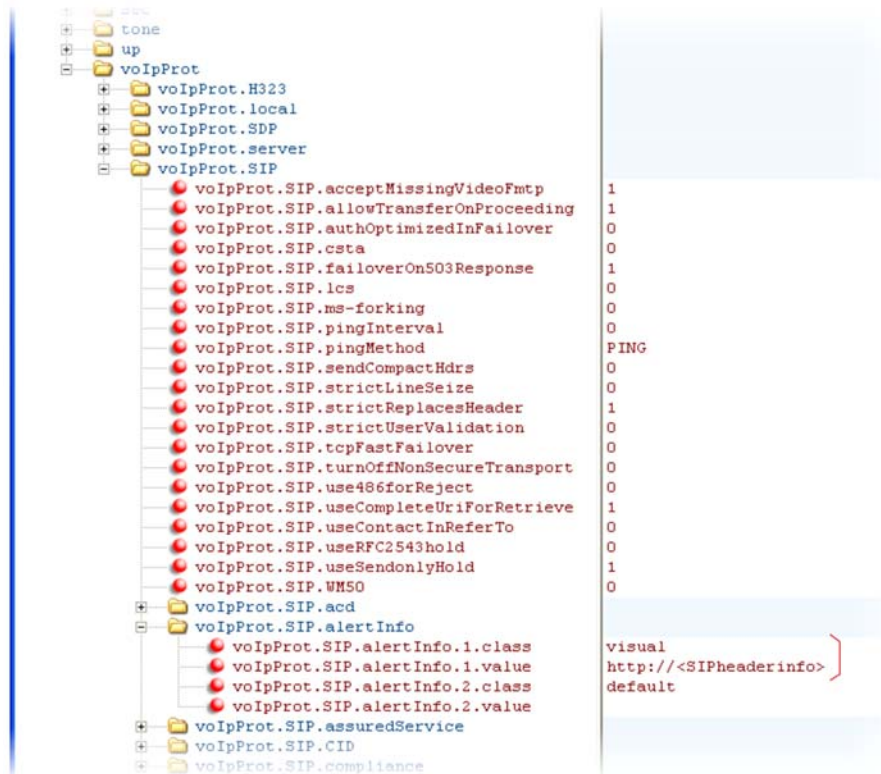 tone
up
voIpProt
voIpProt.H323
voIpProt.local
voIpProt.SDP
voIpProt.server
voIpProt.SIP
voIpProt.SIP.acceptMissingVideoFmtp 1
voIpProt.SIP.allowTransferOnProceeding 1
voIpProt.SIP.authOptimizedInFailover 0
voIpProt.SIP.csta 0
voIpProt.SIP.failoverOn503Response 1
voIpProt.SIP.lcs 0
voIpProt.SIP.ms-forking 0
voIpProt.SIP.pingInterval 0
voIpProt.SIP.pingMethod PING
voIpProt.SIP.sendCompactHdrs 0
voIpProt.SIP.strictLineSeize 0
voIpProt.SIP.strictReplacesHeader 1
voIpProt.SIP.strictUserValidation 0
voIpProt.SIP.tcpFastFailover 0
voIpProt.SIP.turnOffNonSecureTransport 0
voIpProt.SIP.use486forReject 0
voIpProt.SIP.useCompleteUriForRetrieve 1
voIpProt.SIP.useContactInReferTo 0
voIpProt.SIP.useRFC2543hold 0
voIpProt.SIP.useSendonlyHold 1
voIpProt.SIP.WM50 0
voIpProt.SIP.acd
voIpProt.SIP.alertInfo
voIpProt.SIP.alertInfo.1.class visual
voIpProt.SIP.alertInfo.1.value http://<SIPheaderinfo>
voIpProt.SIP.alertInfo.2.class default
voIpProt.SIP.alertInfo.2.value
voIpProt.SIP.assuredService
voIpProt.SIP.CID
voIpProt.SIP.compliance